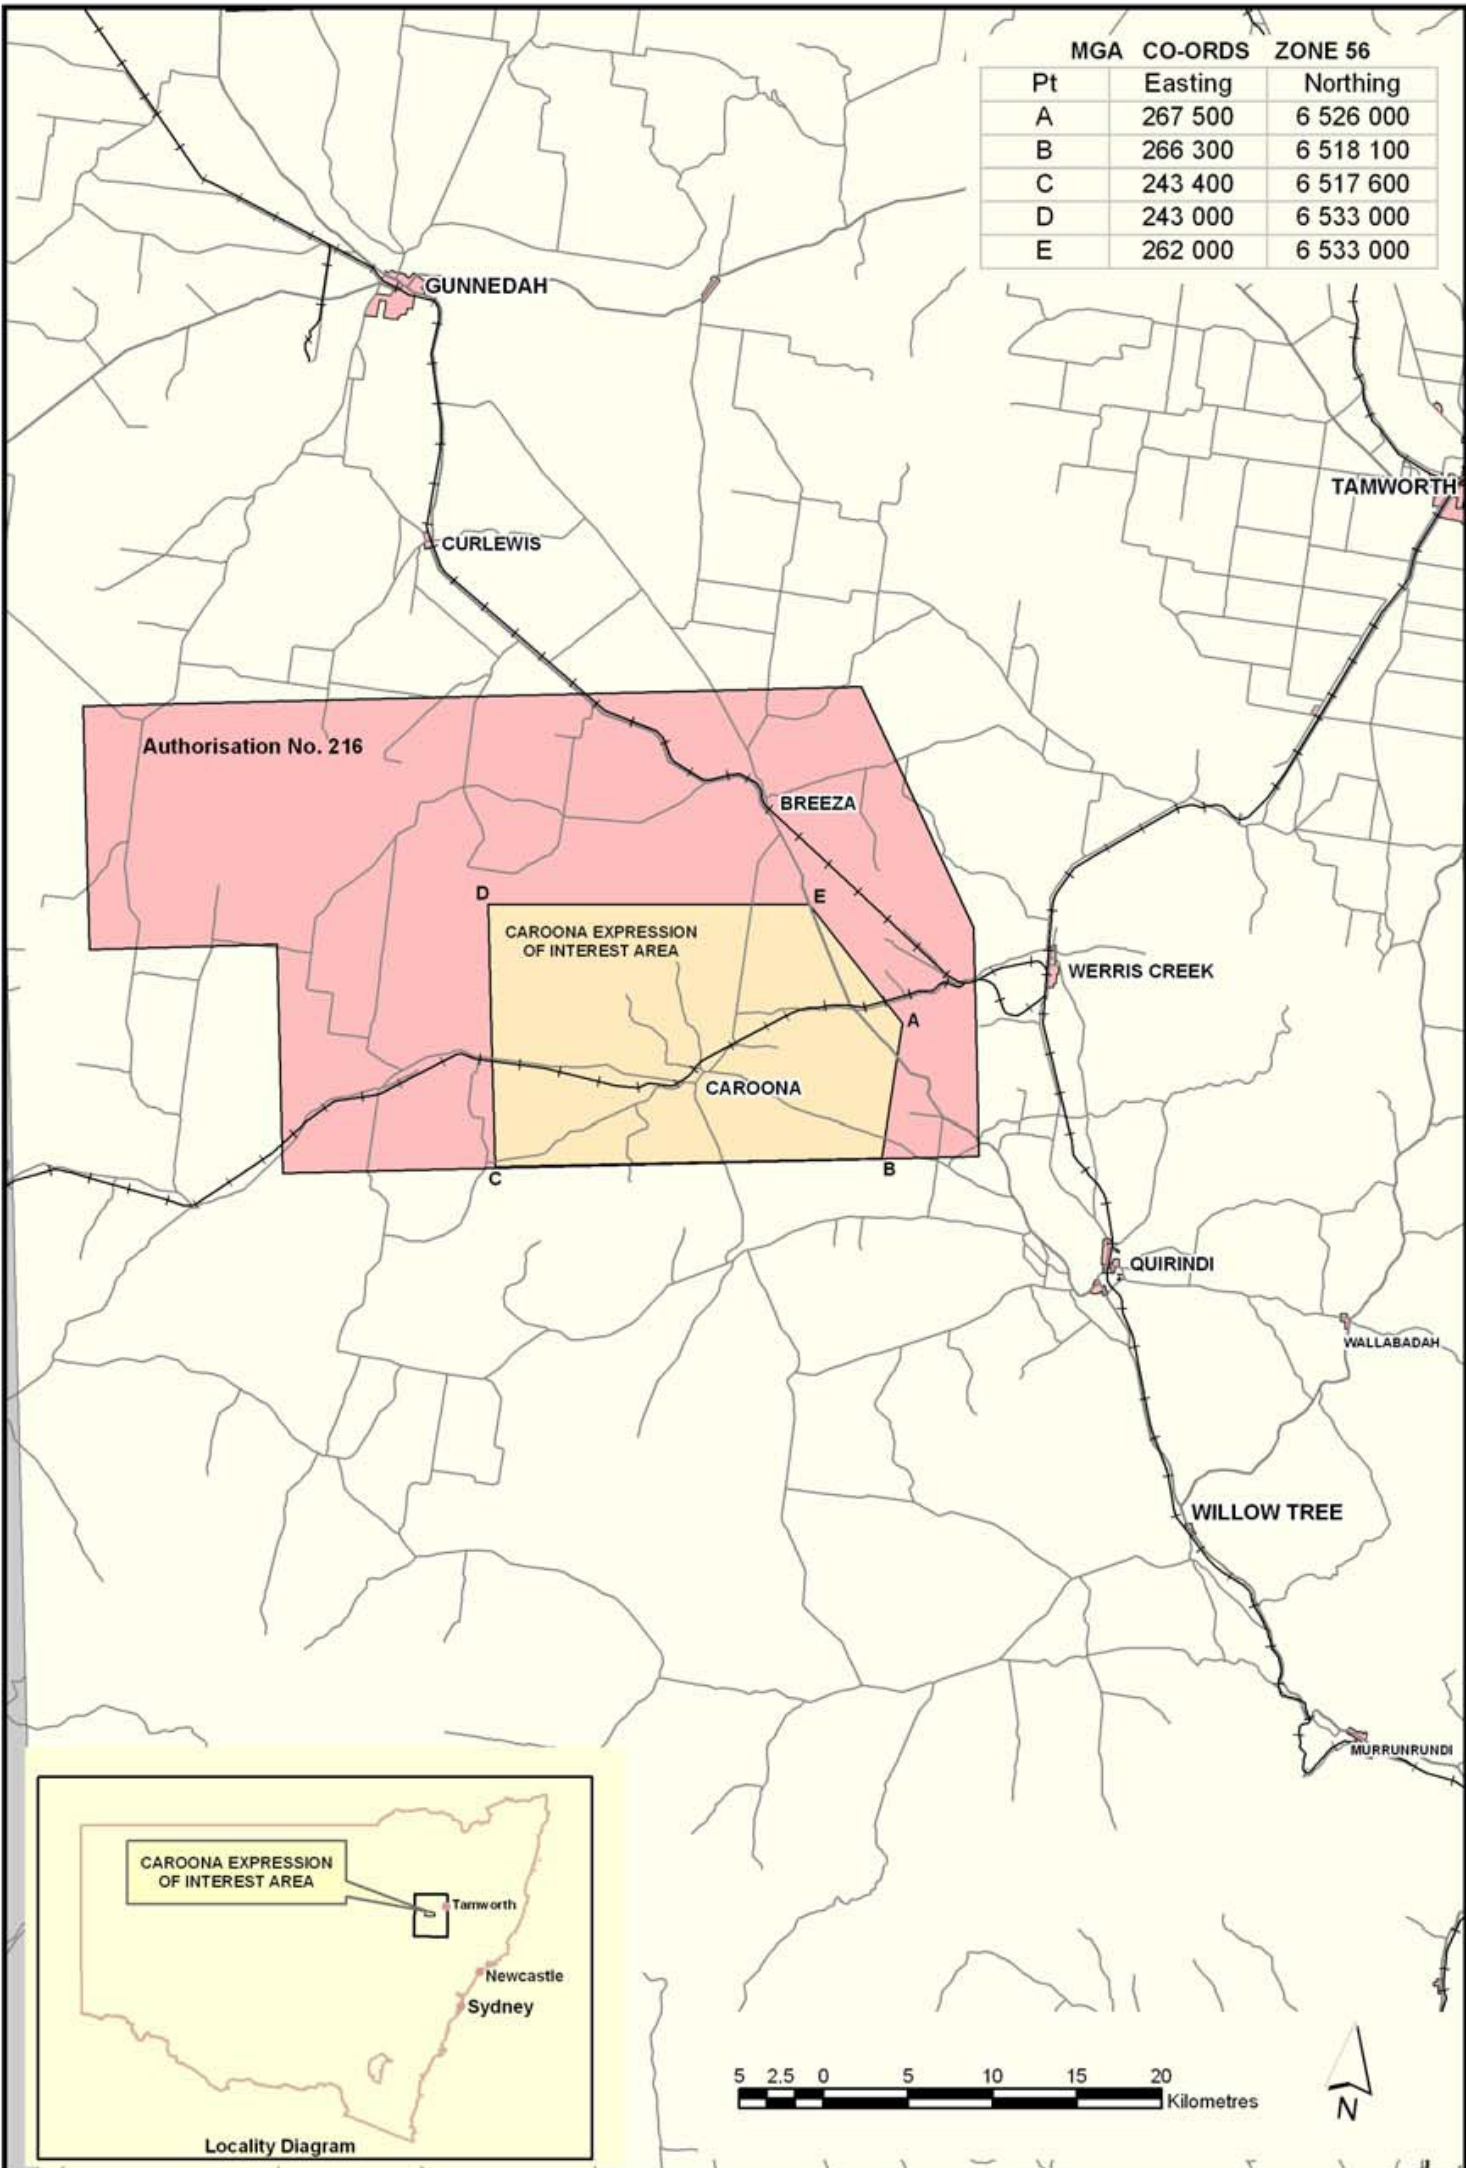 MGA CO-ORDS ZONE 56
Pt Easting Northing
A 267 500 6 526 000
B 266 300 6 518 100
C 243 400 6 517 600
D 243 000 6 533 000
E 262 000 6 533 000
GUNNEDAH
TAMWORTH
CURLEWIS
Authorisation No. 216
BREEZA
D
E
CAROONA EXPRESSION
OF INTEREST AREA
WERRIS CREEK
A
CAROONA
B
C
QUIRINDI
WALLABADAH
WILLOW TREE
MURRUNRUNDI
CAROONA EXPRESSION
OF INTEREST AREA
Tamworth
Newcastle
Sydney
Locality Diagram
5 2.5 0 5 10 15 20
Kilometres
N